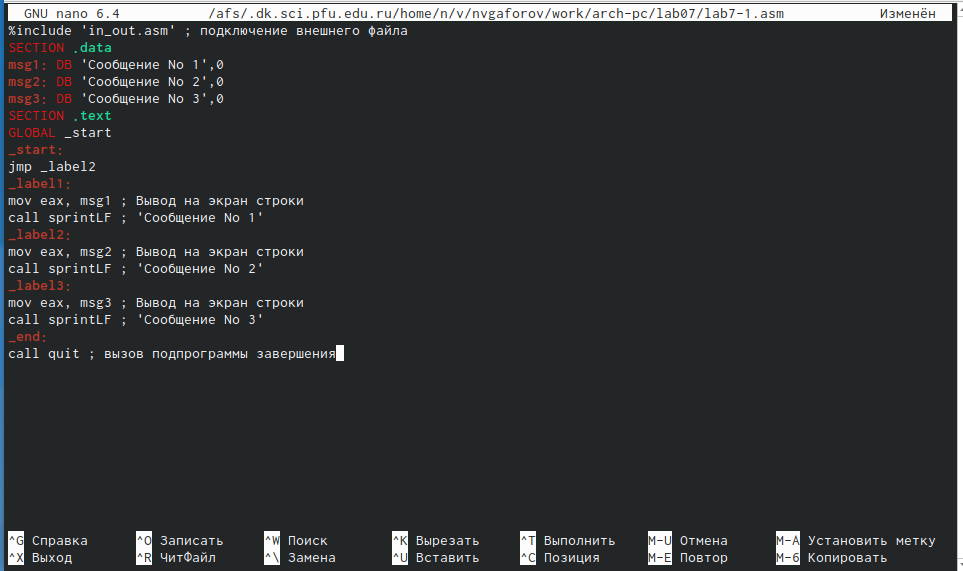 GNU nano 6.4 /afs/.dk.sci.pfu.edu.ru/home/n/v/nvgaforov/work/arch-pc/lab07/lab7-1.asm Изменён
%include 'in_out.asm' ; подключение внешнего файла
SECTION .data
msg1: DB 'Сообщение No 1',0
msg2: DB 'Сообщение No 2',0
msg3: DB 'Сообщение No 3',0
SECTION .text
GLOBAL _start
_start:
jmp _label2
_label1:
mov eax, msg1 ; Вывод на экран строки
call sprintLF ; 'Сообщение No 1'
_label2:
mov eax, msg2 ; Вывод на экран строки
call sprintLF ; 'Сообщение No 2'
_label3:
mov eax, msg3 ; Вывод на экран строки
call sprintLF ; 'Сообщение No 3'
_end:
call quit ; вызов подпрограммы завершения
^G Справка ^O Записать ^W Поиск ^K Вырезать ^T Выполнить M-U Отмена M-A Установить метку
^X Выход ^R ЧитФайл ^\ Замена ^U Вставить ^C Позиция M-E Повтор M-6 Копировать